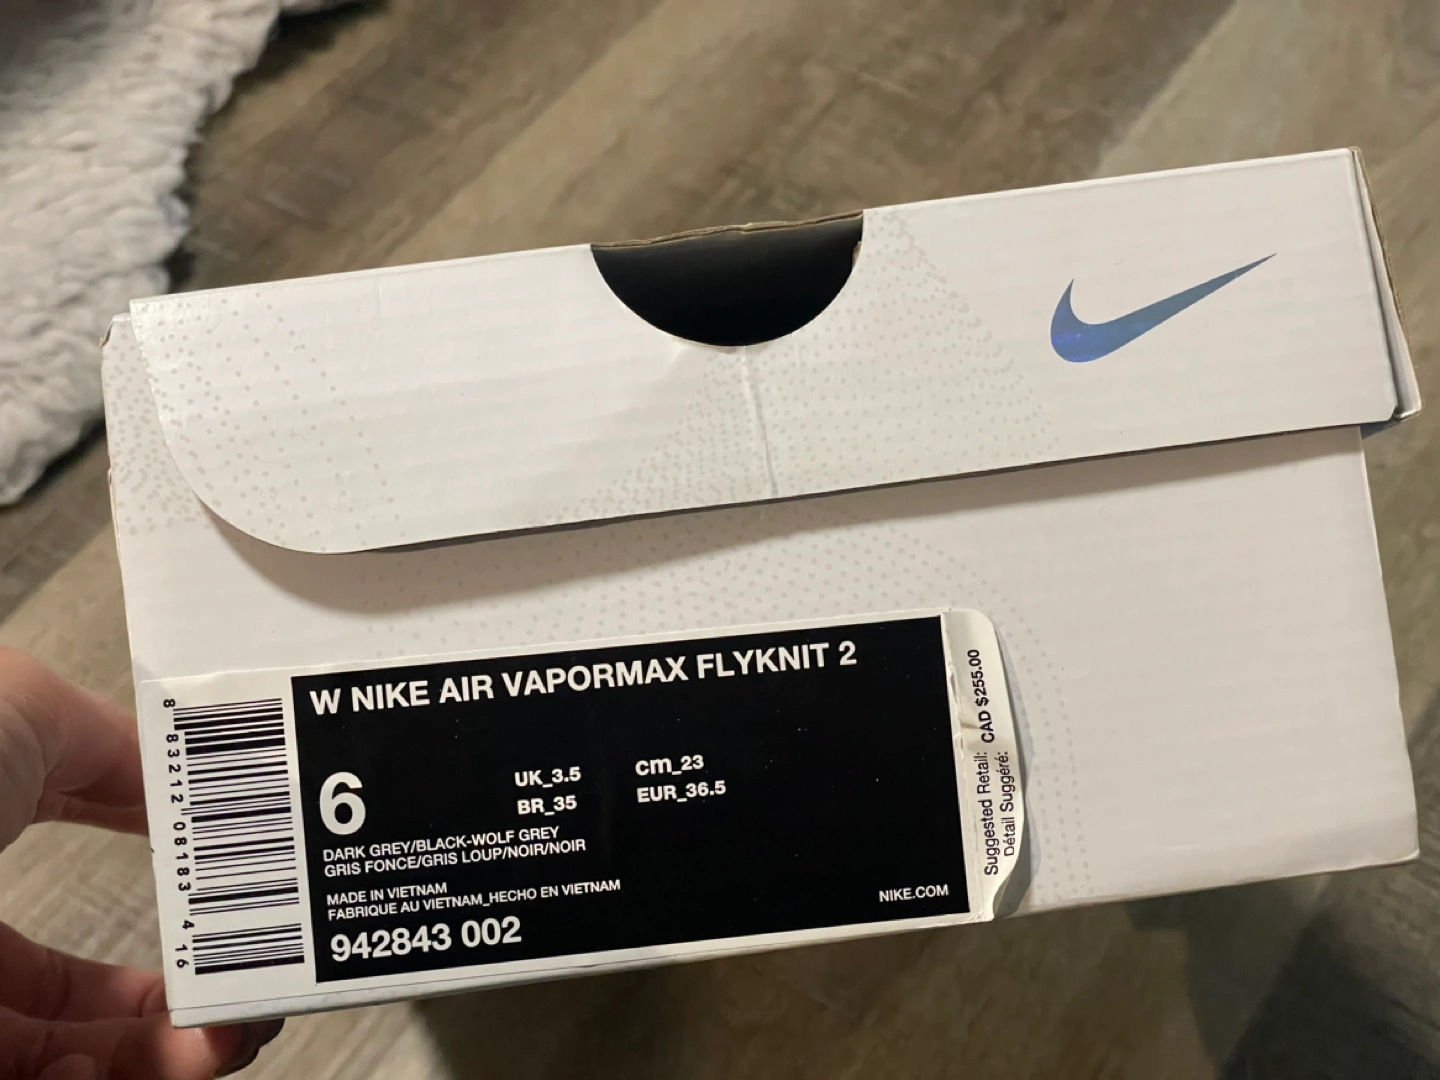 W NIKE AIR VAPORMAX FLYKNIT 2
6
UK_3.5
cm_23
BR_35
EUR_36.5
DARK GREY/BLACK-WOLF GREY
GRIS FONCE/GRIS LOUP/NOIR/NOIR
MADE IN VIETNAM
FABRIQUE AU VIETNAM_HECHO EN VIETNAM
942843 002
NIKE.COM
8 83212 08183 4 16
Suggested Retail: CAD $255.00
Détail Suggéré: